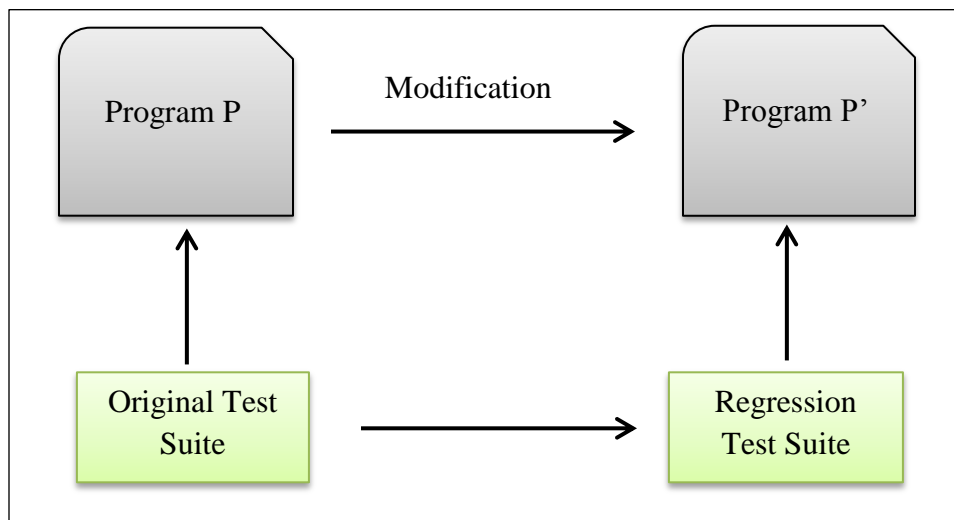 Program P
Modification
Program P’
Original Test
Suite
Regression
Test Suite